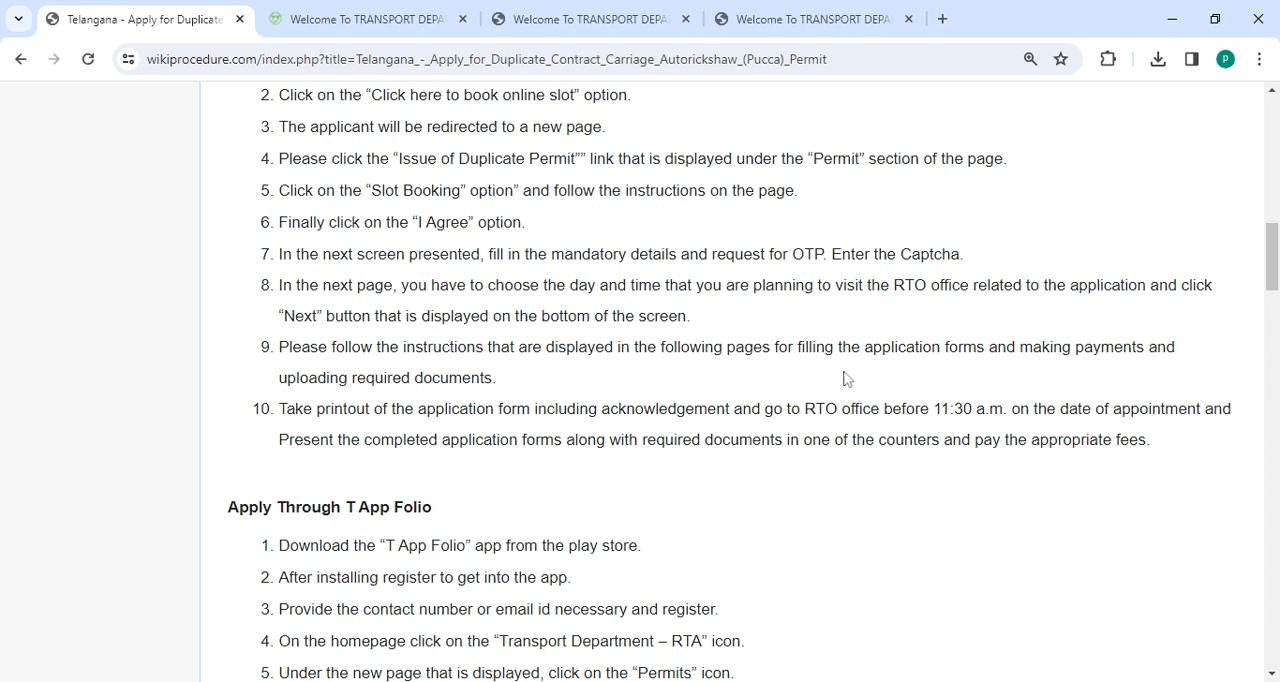 Telangana - Apply for Duplicate
Welcome To TRANSPORT DEPA
Welcome To TRANSPORT DEPA
Welcome To TRANSPORT DEPA
wikiprocedure.com/index.php?title=Telangana_-_Apply_for_Duplicate_Contract_Carriage_Autorickshaw_(Pucca)_Permit
P
2. Click on the “Click here to book online slot” option.
3. The applicant will be redirected to a new page.
4. Please click the “Issue of Duplicate Permit”” link that is displayed under the “Permit” section of the page.
5. Click on the “Slot Booking” option” and follow the instructions on the page.
6. Finally click on the “I Agree” option.
7. In the next screen presented, fill in the mandatory details and request for OTP. Enter the Captcha.
8. In the next page, you have to choose the day and time that you are planning to visit the RTO office related to the application and click
“Next” button that is displayed on the bottom of the screen.
9. Please follow the instructions that are displayed in the following pages for filling the application forms and making payments and
uploading required documents.
10. Take printout of the application form including acknowledgement and go to RTO office before 11:30 a.m. on the date of appointment and
Present the completed application forms along with required documents in one of the counters and pay the appropriate fees.
Apply Through T App Folio
1. Download the “T App Folio” app from the play store.
2. After installing register to get into the app.
3. Provide the contact number or email id necessary and register.
4. On the homepage click on the “Transport Department – RTA” icon.
5. Under the new page that is displayed, click on the “Permits” icon.